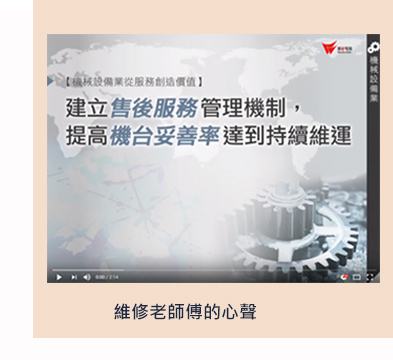 【機械設備業從服務創造價值】
建立售後服務管理機制，
提高機台妥善率達到持續維運
機械設備業
0:00 / 2:14
維修老師傅的心聲